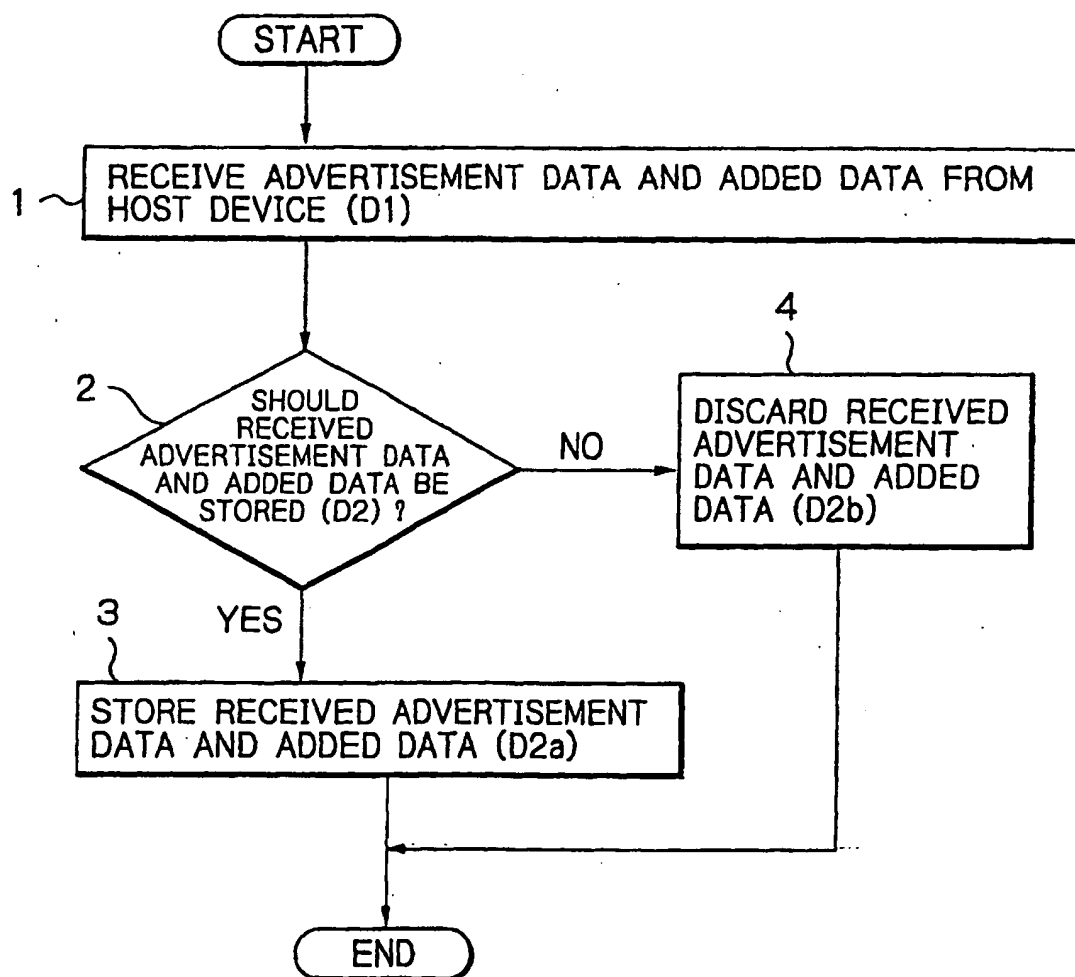 START
1
RECEIVE ADVERTISEMENT DATA AND ADDED DATA FROM
HOST DEVICE (D1)
2
SHOULD
RECEIVED
ADVERTISEMENT DATA
AND ADDED DATA BE
STORED (D2) ?
NO
4
DISCARD RECEIVED
ADVERTISEMENT
DATA AND ADDED
DATA (D2b)
YES
3
STORE RECEIVED ADVERTISEMENT
DATA AND ADDED DATA (D2a)
END